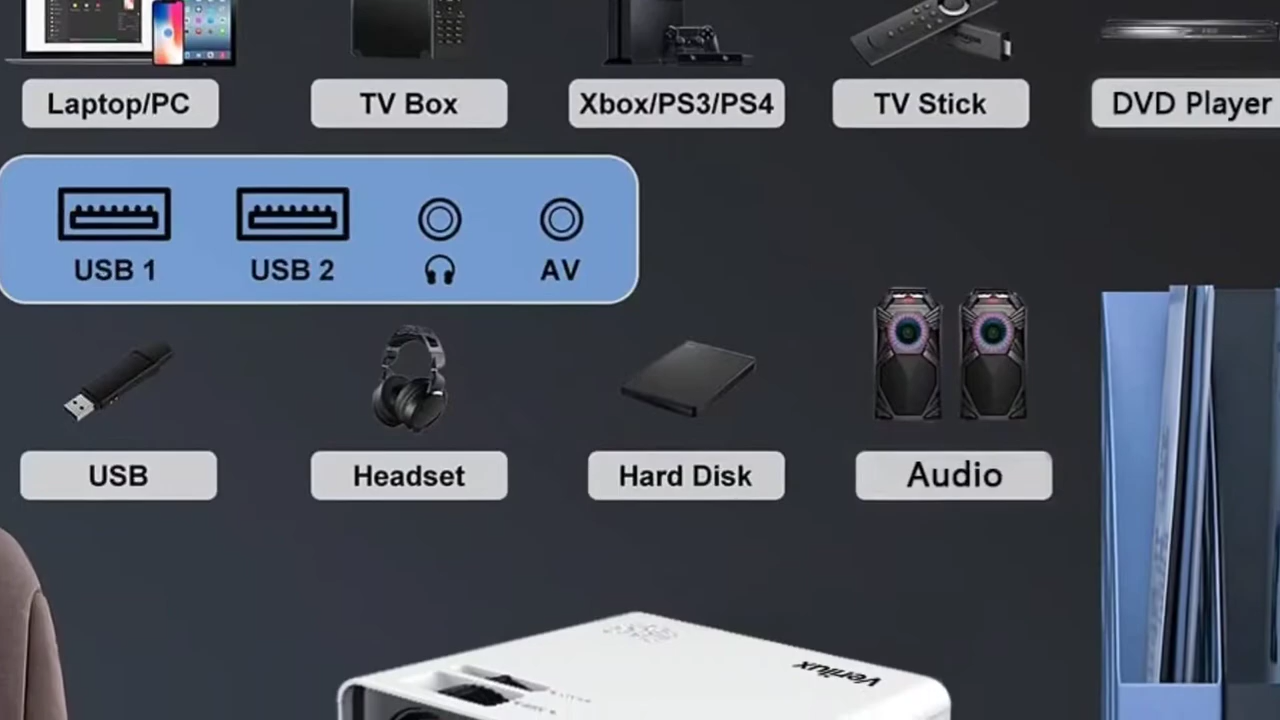 Laptop/PC
TV Box
Xbox/PS3/PS4
TV Stick
DVD Player
USB 1
USB 2
AV
USB
Headset
Hard Disk
Audio
Verilux